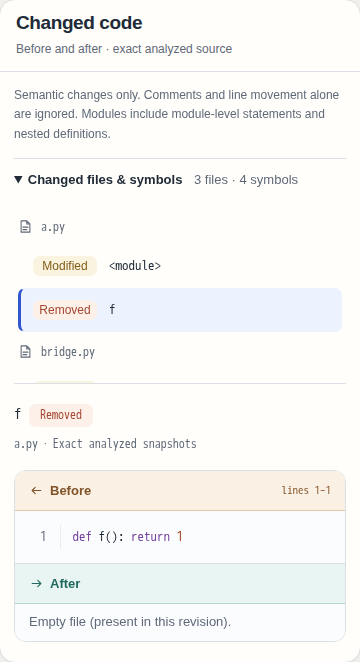 Changed code
Before and after · exact analyzed source
Semantic changes only. Comments and line movement alone
are ignored. Modules include module-level statements and
nested definitions.
▼ Changed files & symbols 3 files · 4 symbols
a.py
Modified <module>
Removed f
bridge.py
f Removed
a.py · Exact analyzed snapshots
← Before lines 1–1
1 def f(): return 1
→ After
Empty file (present in this revision).